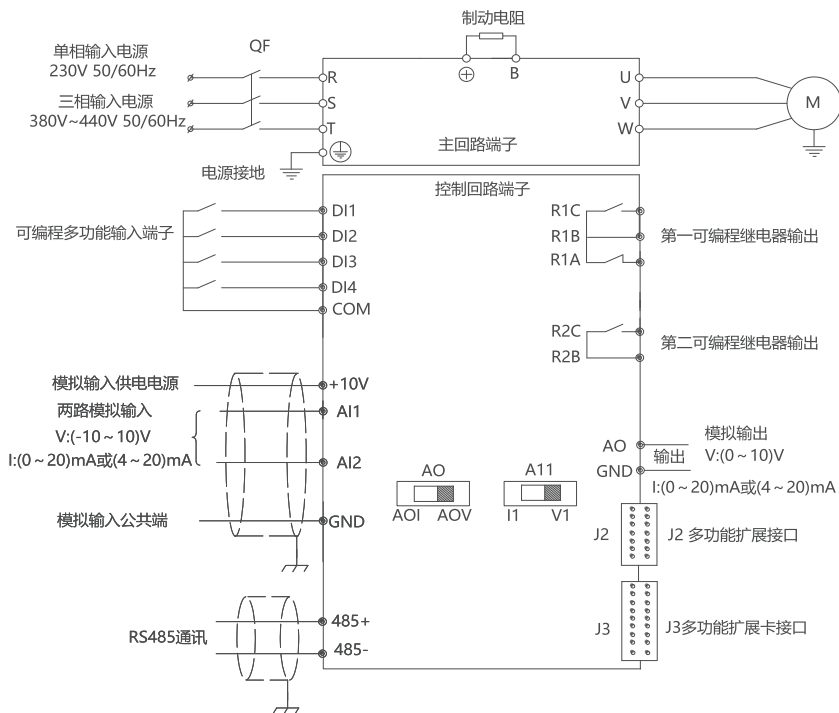 制动电阻
单相输入电源
230V 50/60Hz
QF
三相输入电源
380V~440V 50/60Hz
R
S
T
B
U
V
W
M
主回路端子
电源接地
控制回路端子
可编程多功能输入端子
DI1
DI2
DI3
DI4
COM
R1C
R1B
R1A
第一可编程继电器输出
R2C
R2B
第二可编程继电器输出
模拟输入供电电源
+10V
两路模拟输入
V:(-10～10)V
I:(0～20)mA或(4～20)mA
AI1
AI2
模拟输入公共端
GND
AO
AOI AOV
A11
I1 V1
AO
GND
输出
模拟输出
V:(0～10)V
I:(0～20)mA或(4～20)mA
J2
J2 多功能扩展接口
J3
J3多功能扩展卡接口
RS485通讯
485+
485-